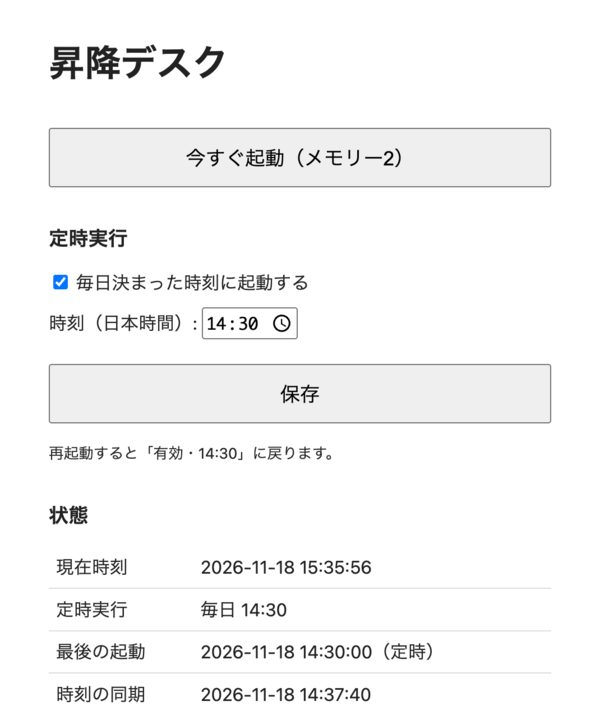 昇降デスク
今すぐ起動（メモリー2）
定時実行
毎日決まった時刻に起動する
時刻（日本時間）: 14:30
保存
再起動すると「有効・14:30」に戻ります。
状態
現在時刻 2026-11-18 15:35:56
定時実行 毎日 14:30
最後の起動 2026-11-18 14:30:00（定時）
時刻の同期 2026-11-18 14:37:40